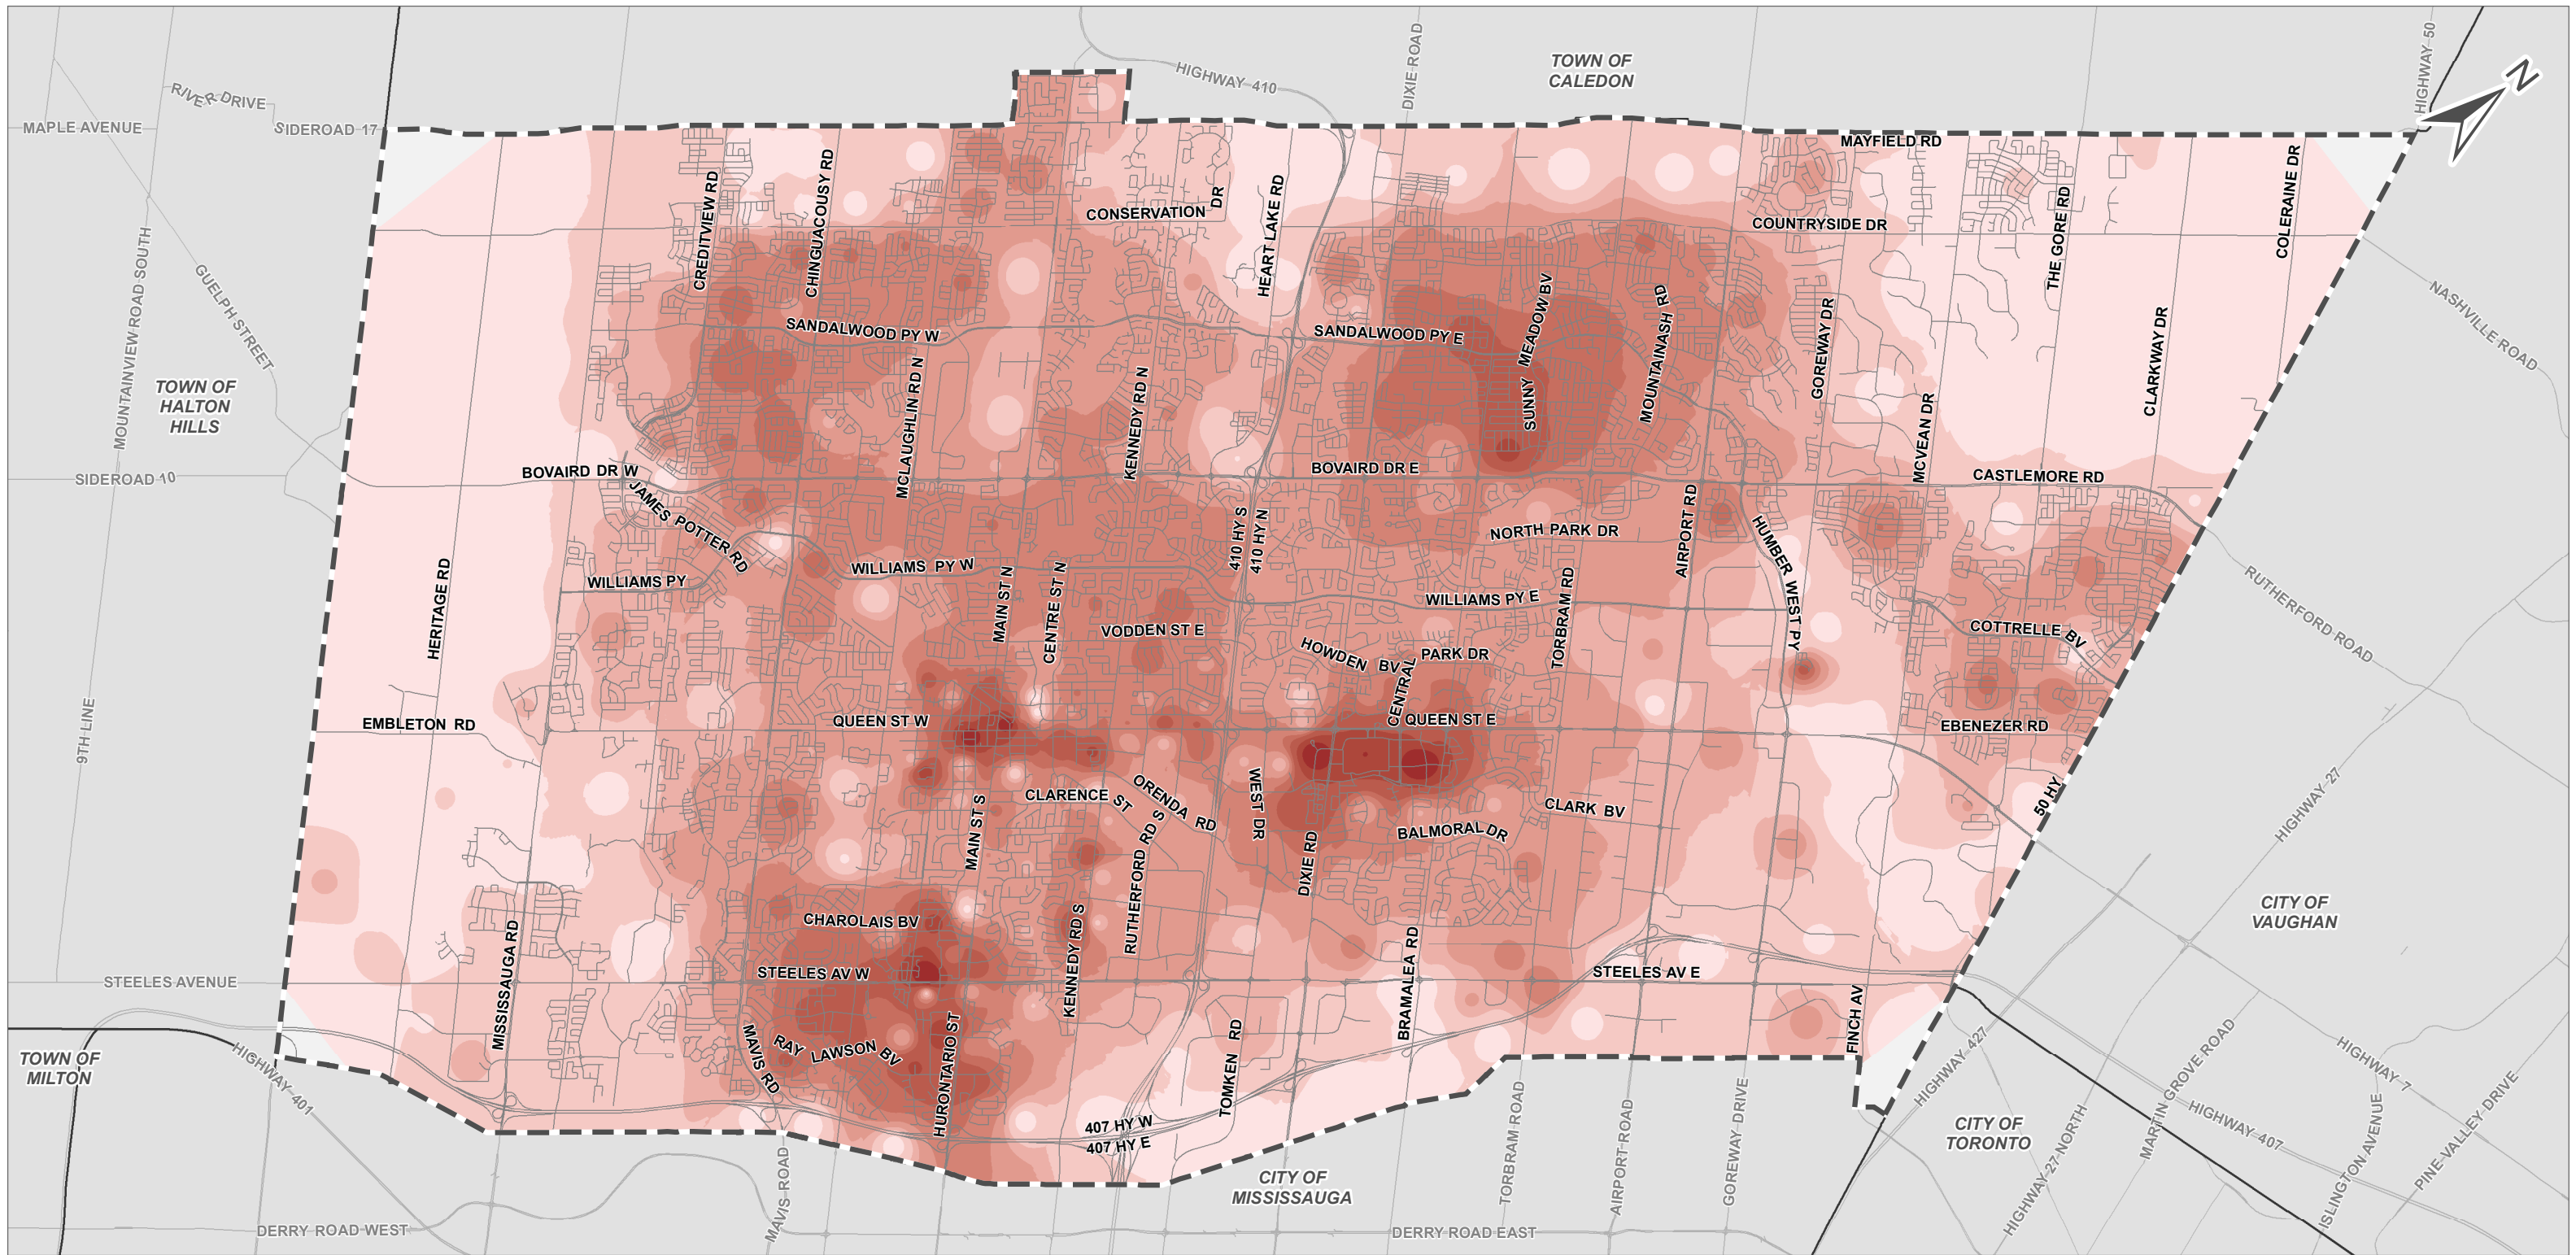 HIGHWAY 50
DIXIE ROAD
TOWN OF
CALEDON
HIGHWAY 410
N
RIVER DRIVE
MAPLE AVENUE
SIDEROAD 17
MAYFIELD RD
CONSERVATION DR
COUNTRYSIDE DR
CREDITVIEW RD
CHINGUACOUSY RD
HEART LAKE RD
THE GORE RD
COLERAINE DR
MOUNTAINVIEW ROAD SOUTH
GUELPH STREET
NASHVILLE ROAD
SANDALWOOD PY W
SANDALWOOD PY E
SUNNY MEADOW BV
MOUNTAINASH RD
GOREWAY DR
CLARKWAY DR
TOWN OF
HALTON
HILLS
MCLAUGHLIN RD N
KENNEDY RD N
MCVEAN DR
SIDEROAD 10
BOVAIRD DR W
BOVAIRD DR E
CASTLEMORE RD
JAMES POTTER RD
410 HY S
410 HY N
NORTH PARK DR
AIRPORT RD
HUMBER WEST PY
HERITAGE RD
WILLIAMS PY
WILLIAMS PY W
MAIN ST N
CENTRE ST N
WILLIAMS PY E
TORBRAM RD
RUTHERFORD ROAD
VODDEN ST E
HOWDEN BV
CENTRAL PARK DR
COTTRELLE BV
9TH LINE
EMBLETON RD
QUEEN ST W
QUEEN ST E
EBENEZER RD
50 HY
HIGHWAY 27
CLARENCE ST
ORENDA RD
WEST DR
CLARK BV
MAIN ST S
RUTHERFORD RD S
DIXIE RD
BALMORAL DR
CITY OF
VAUGHAN
CHAROLAIS BV
KENNEDY RD S
BRAMALEA RD
MISSISSAUGA RD
STEELES AVENUE
STEELES AV W
STEELES AV E
FINCH AV
TOWN OF
MILTON
HIGHWAY 401
MAVIS RD
RAY LAWSON BV
HURONTARIO ST
TOMKEN RD
407 HY W
407 HY E
HIGHWAY 427
MARTIN GROVE ROAD
HIGHWAY 7
HIGHWAY 407
CITY OF
TORONTO
CITY OF
MISSISSAUGA
MAVIS ROAD
TORBRAM ROAD
AIRPORT ROAD
GOREWAY DRIVE
HIGHWAY 27 NORTH
ISLINGTON AVENUE
PINE VALLEY DRIVE
DERRY ROAD WEST
DERRY ROAD EAST